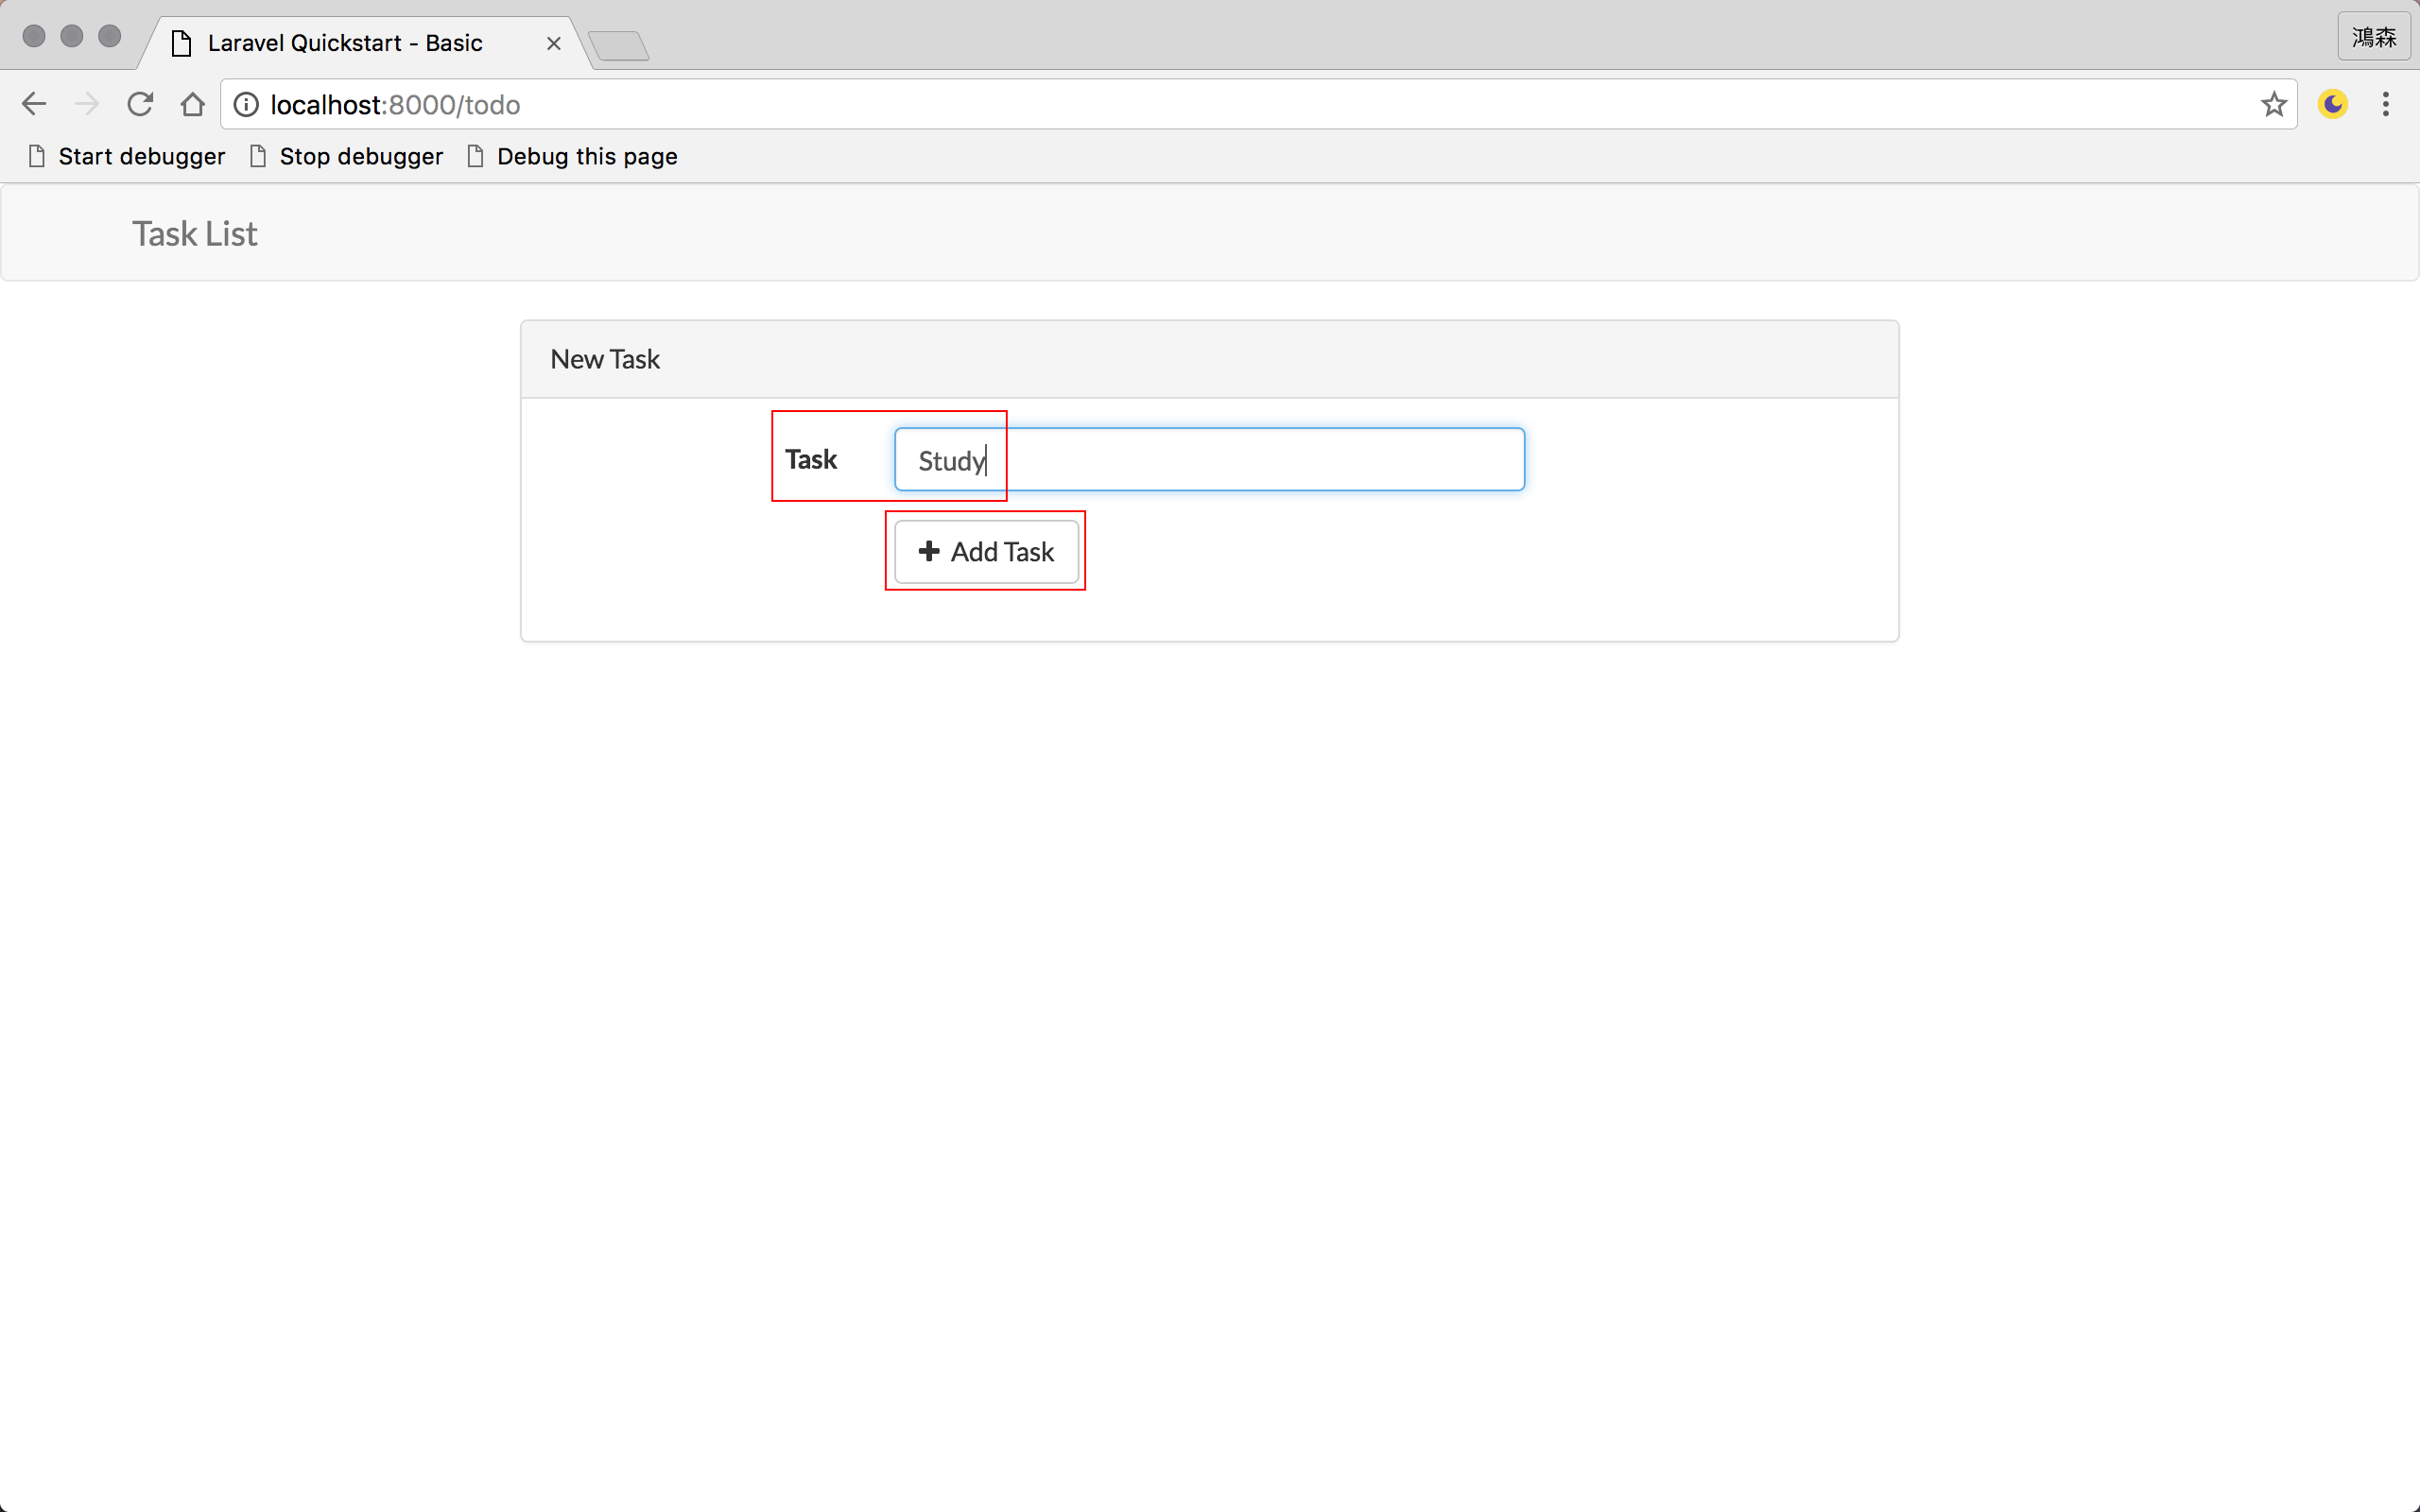 Laravel Quickstart - Basic
鴻森
localhost:8000/todo
Start debugger Stop debugger Debug this page
Task List
New Task
Task Study
Add Task